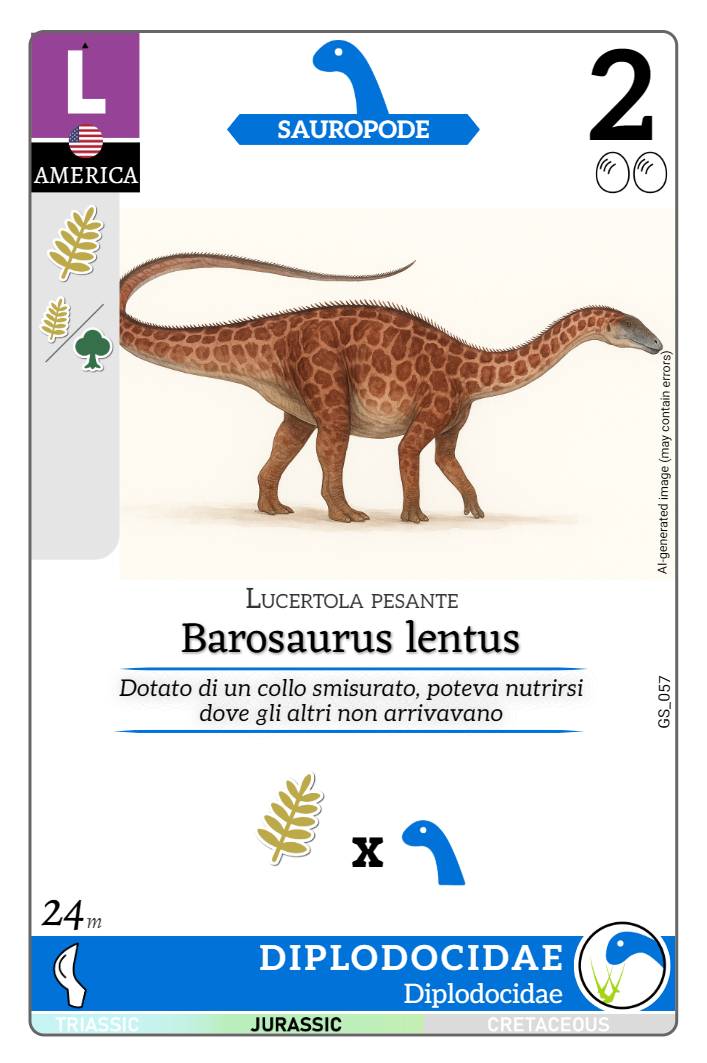 L
AMERICA
SAUROPODE
2
AI-generated image (may contain errors)
Lucertola pesante
Barosaurus lentus
Dotato di un collo smisurato, poteva nutrirsi
dove gli altri non arrivavano
GS_057
x
24 m
DIPLODOCIDAE
Diplodocidae
TRIASSIC JURASSIC CRETACEOUS